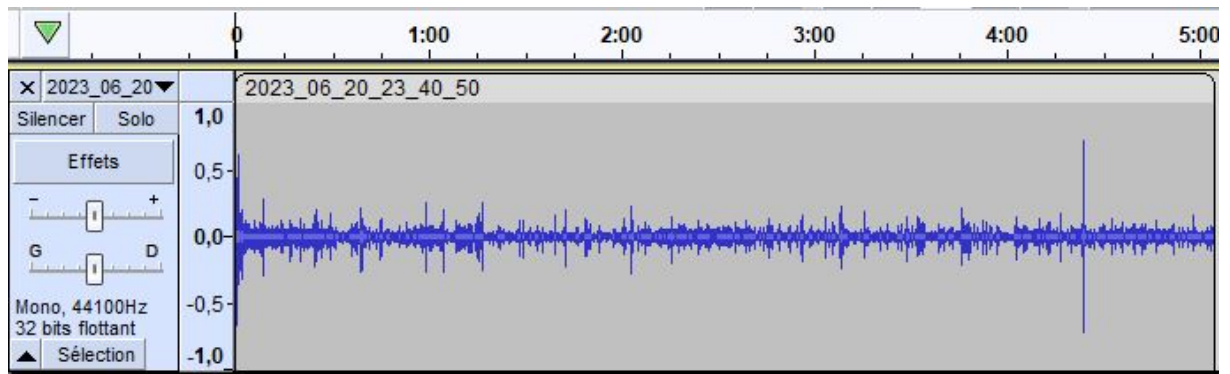 0 1:00 2:00 3:00 4:00 5:00
× 2023_06_20
2023_06_20_23_40_50
Silencer Solo
Effets
- +
G D
Mono, 44100Hz
32 bits flottant
Sélection
1,0
0,5
0,0
-0,5
-1,0